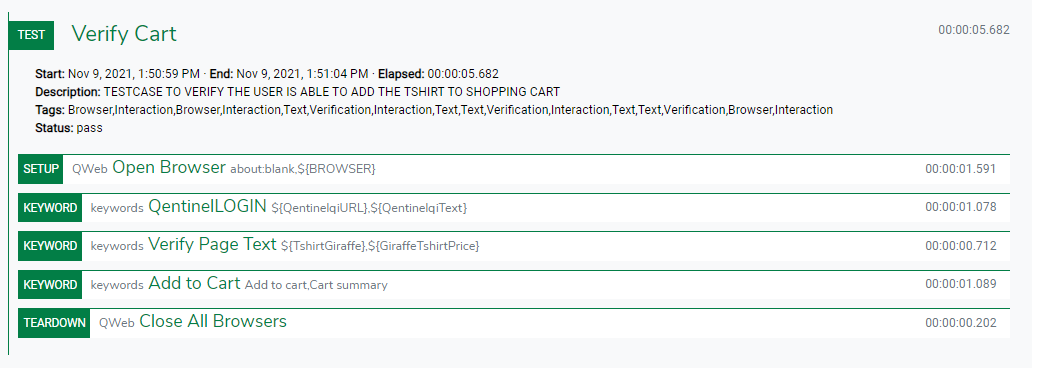 TEST Verify Cart 00:00:05.682
Start: Nov 9, 2021, 1:50:59 PM · End: Nov 9, 2021, 1:51:04 PM · Elapsed: 00:00:05.682
Description: TESTCASE TO VERIFY THE USER IS ABLE TO ADD THE TSHIRT TO SHOPPING CART
Tags: Browser,Interaction,Browser,Interaction,Text,Verification,Interaction,Text,Text,Verification,Interaction,Text,Text,Verification,Browser,Interaction
Status: pass
SETUP QWeb Open Browser about:blank,${BROWSER} 00:00:01.591
KEYWORD keywords QentinelLOGIN ${QentinelqiURL},${QentinelqiText} 00:00:01.078
KEYWORD keywords Verify Page Text ${TshirtGiraffe},${GiraffeTshirtPrice} 00:00:00.712
KEYWORD keywords Add to Cart Add to cart,Cart summary 00:00:01.089
TEARDOWN QWeb Close All Browsers 00:00:00.202